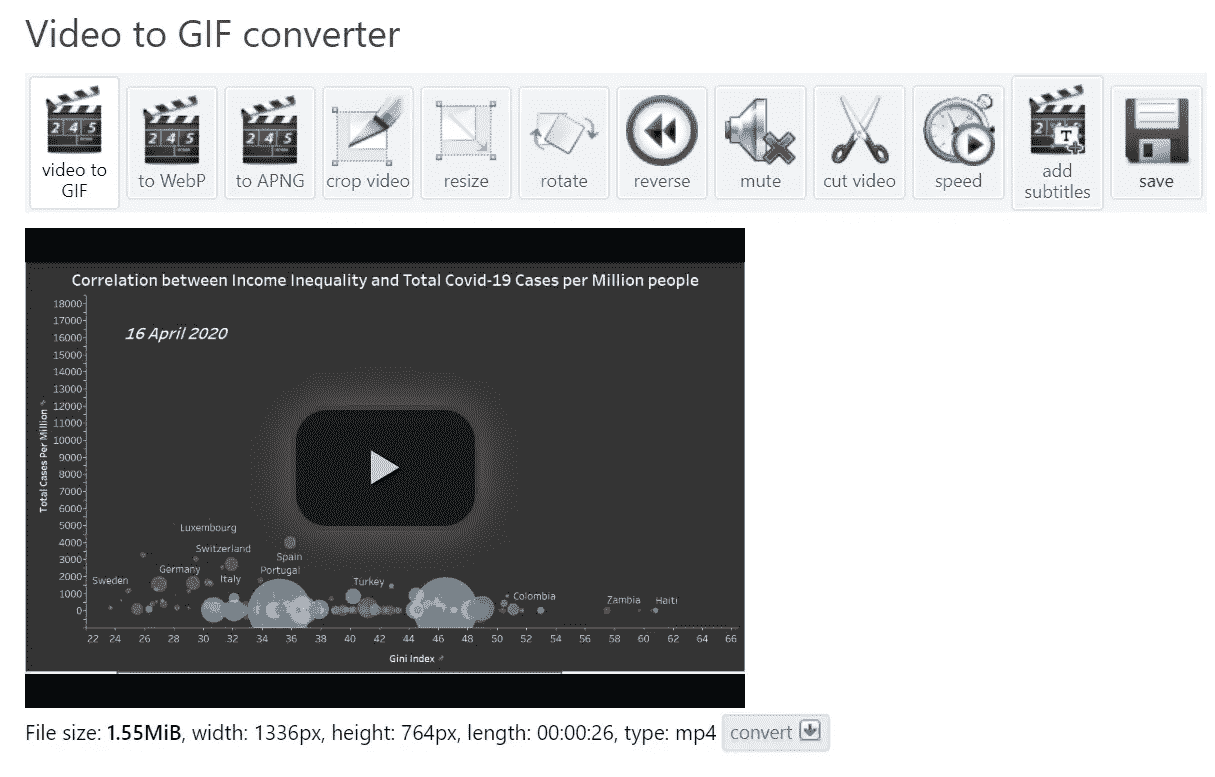 Video to GIF converter
video to
GIF
to WebP
to APNG
crop video
resize
rotate
reverse
mute
cut video
speed
add
subtitles
save
Correlation between Income Inequality and Total Covid-19 Cases per Million people
16 April 2020
Total Cases Per Million
18000
17000
16000
15000
14000
13000
12000
11000
10000
9000
8000
7000
6000
5000
4000
3000
2000
1000
0
Luxembourg
Switzerland
Spain
Germany
Portugal
Sweden
Italy
Turkey
Colombia
Zambia
Haiti
22 24 26 28 30 32 34 36 38 40 42 44 46 48 50 52 54 56 58 60 62 64 66
Gini Index
File size: 1.55MiB, width: 1336px, height: 764px, length: 00:00:26, type: mp4 convert